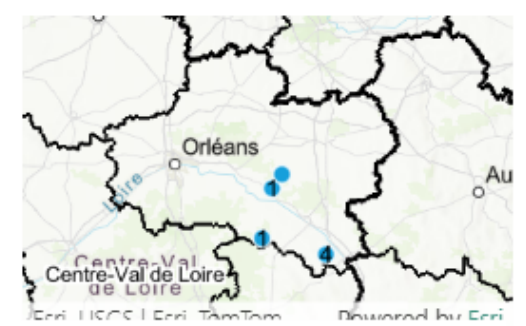 Orléans
1
Au
Loire
1
4
Centre-Val
Centre-Val de Loire
de Loire
Esri, USGS | Esri, TomTom
Powered by Esri